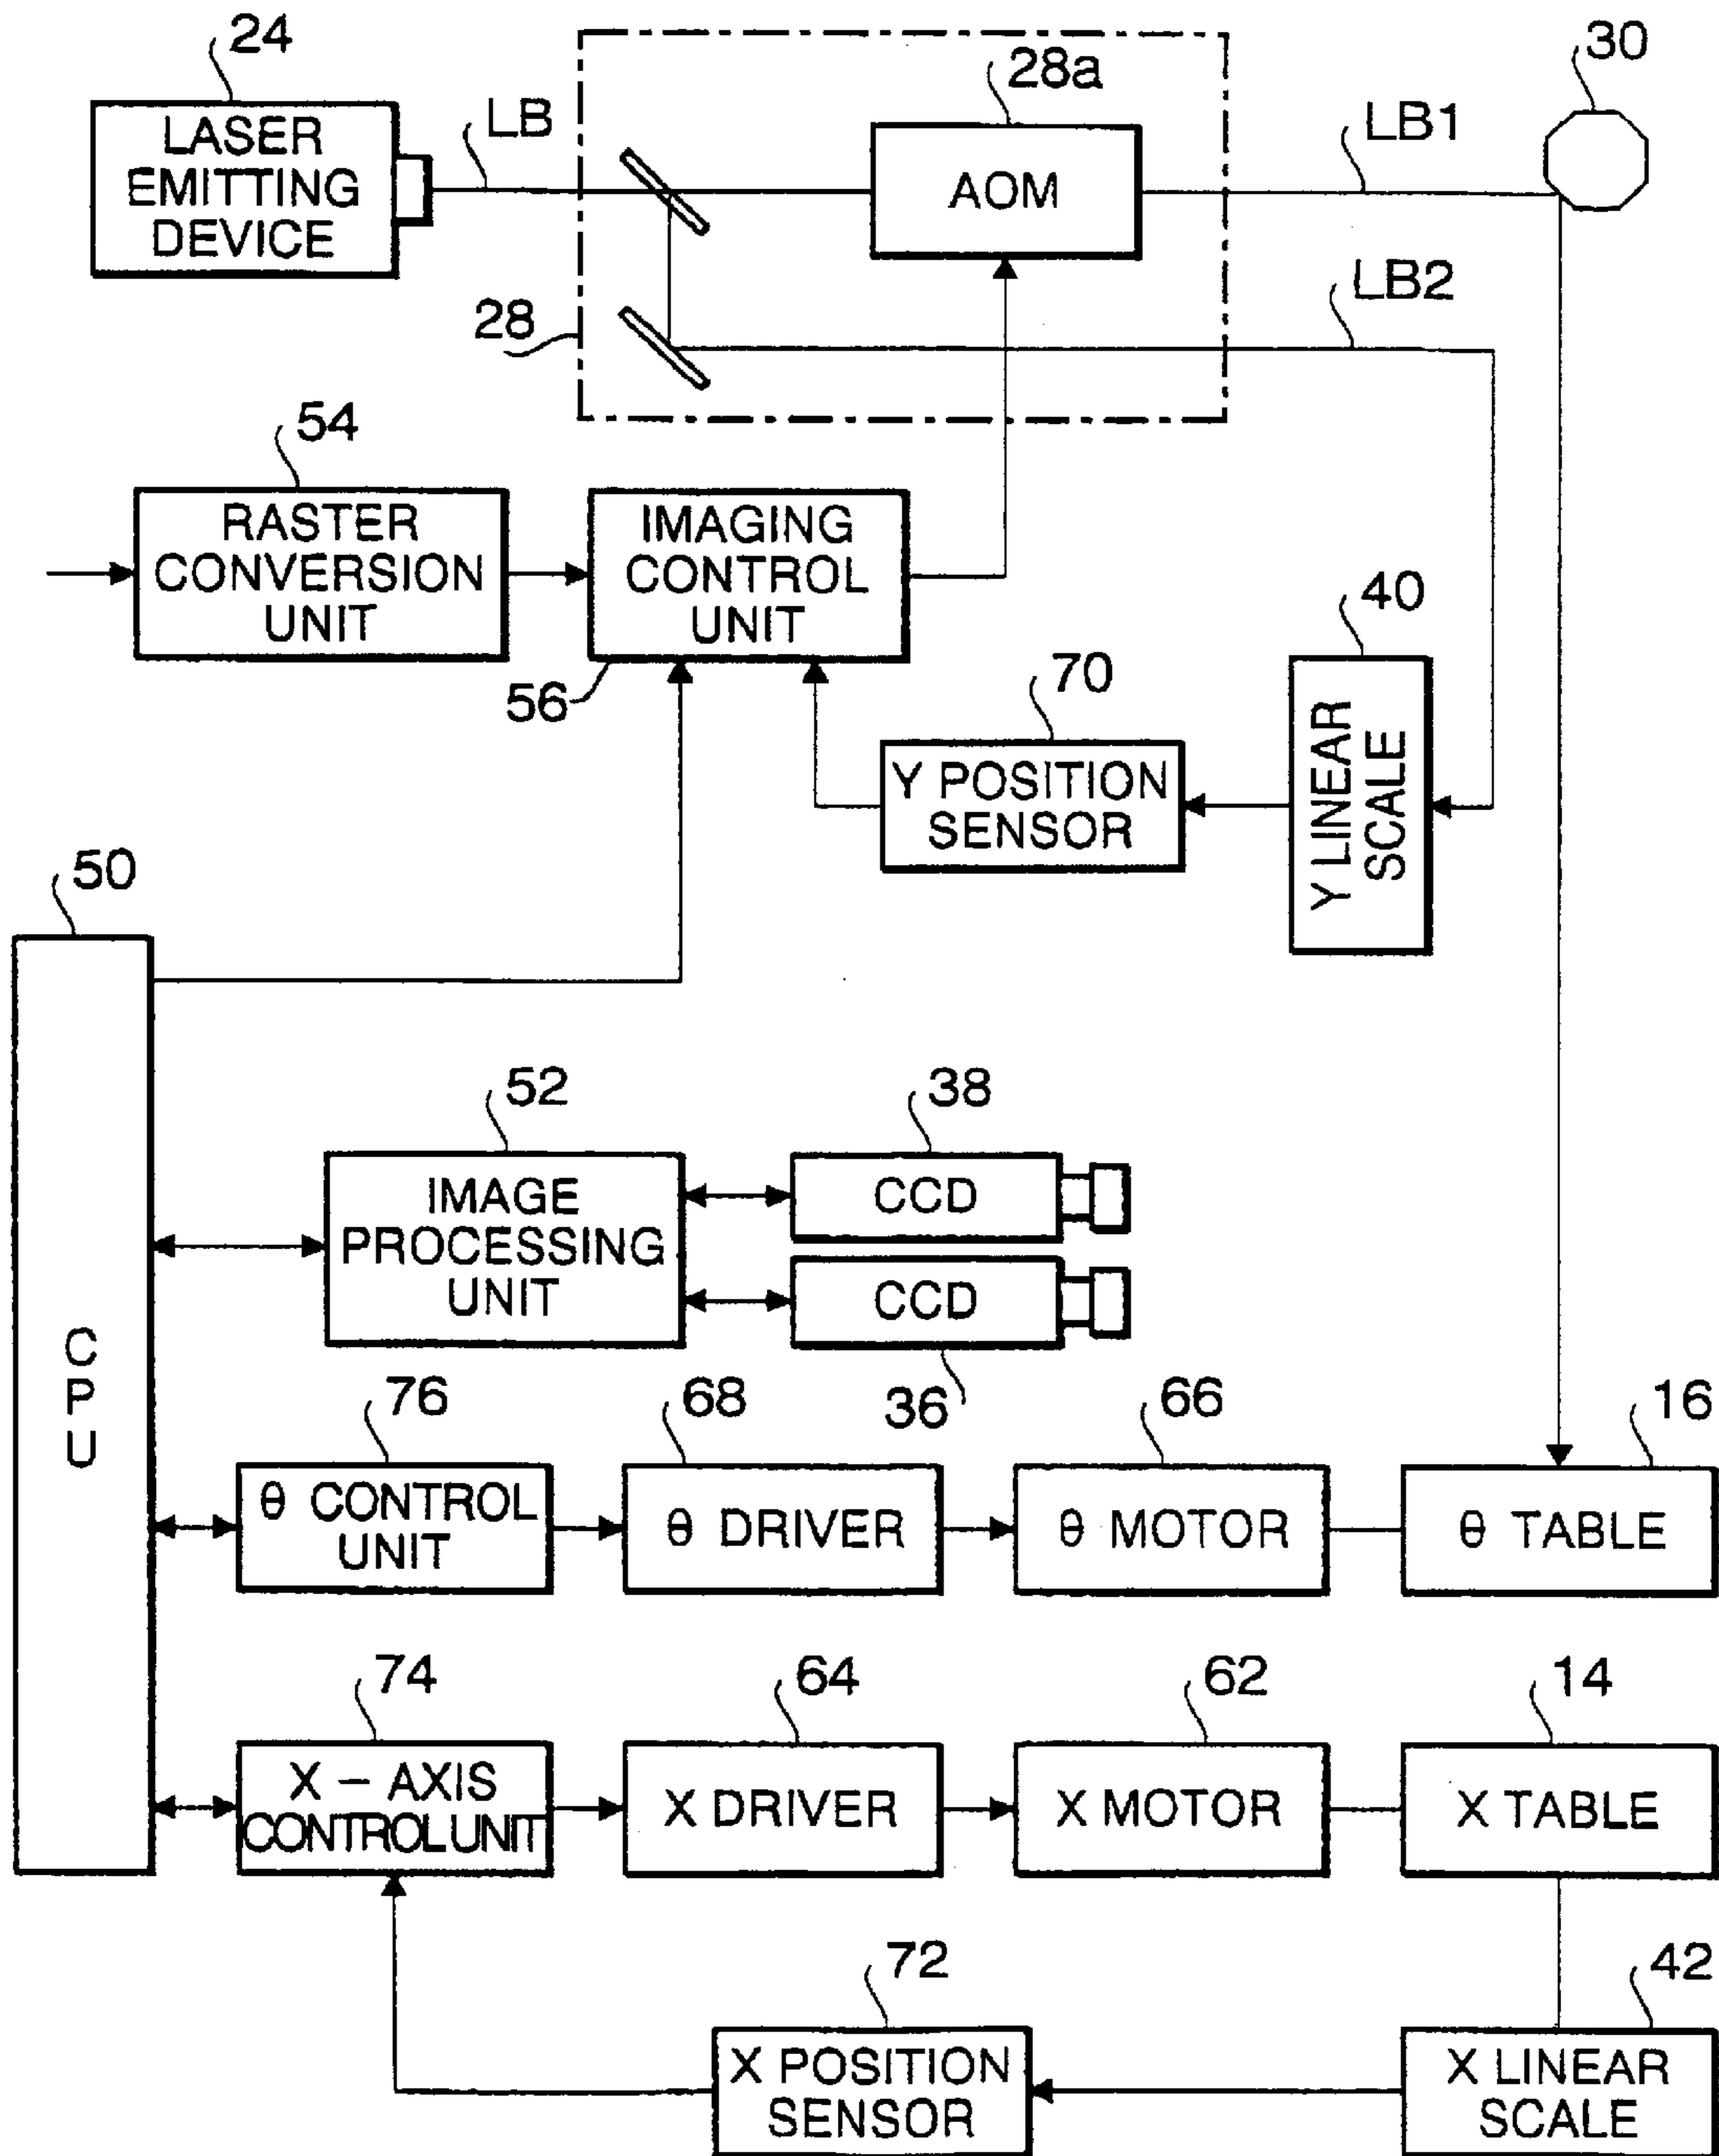 24
28a
30
LASER
EMITTING
DEVICE
LB
AOM
LB1
LB2
28
54
RASTER
CONVERSION
UNIT
IMAGING
CONTROL
UNIT
56
40
Y LINEAR
SCALE
70
Y POSITION
SENSOR
50
CPU
52
IMAGE
PROCESSING
UNIT
38
CCD
CCD
36
76
θ CONTROL
UNIT
68
θ DRIVER
66
θ MOTOR
16
θ TABLE
74
X – AXIS
CONTROL UNIT
64
X DRIVER
62
X MOTOR
14
X TABLE
72
X POSITION
SENSOR
42
X LINEAR
SCALE